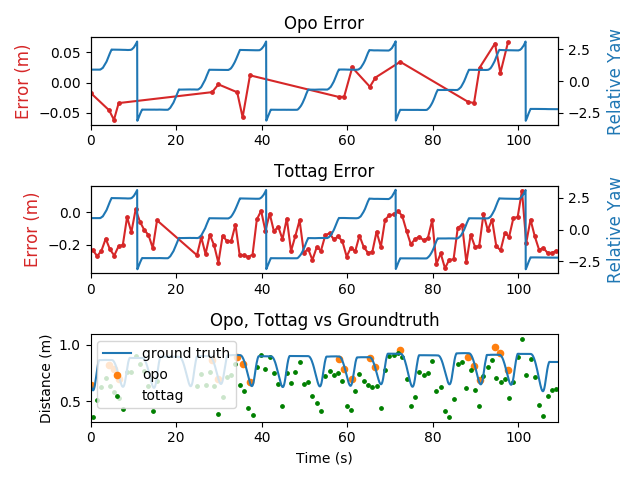 Opo Error
Error (m)
0.05
0.00
−0.05
2.5
0.0
−2.5
Relative Yaw
0 20 40 60 80 100
Tottag Error
Error (m)
0.0
−0.2
2.5
0.0
−2.5
Relative Yaw
0 20 40 60 80 100
Opo, Tottag vs Groundtruth
Distance (m)
1.0
0.5
ground truth
opo
tottag
0 20 40 60 80 100
Time (s)